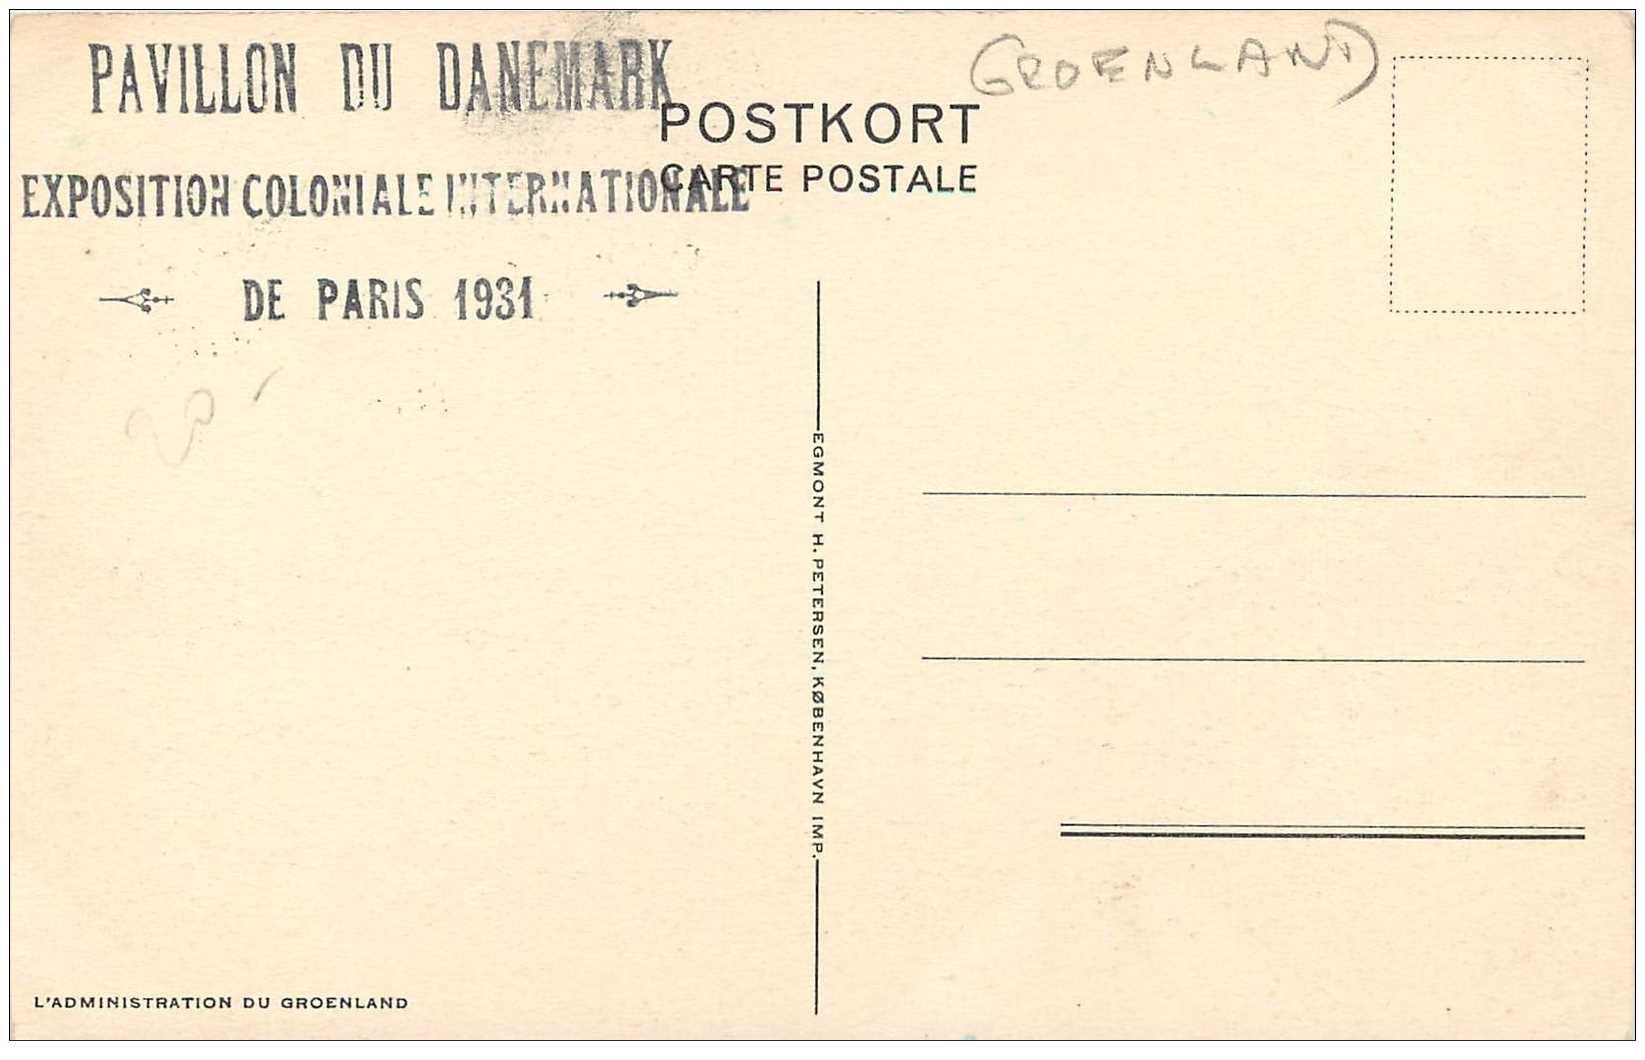 PAVILLON DU DANEMARK
EXPOSITION COLONIALE INTERNATIONALE
DE PARIS 1931
POSTKORT
CARTE POSTALE
GROENLAND
EGMONT H. PETERSEN, KØBENHAVN IMP.
L'ADMINISTRATION DU GROENLAND